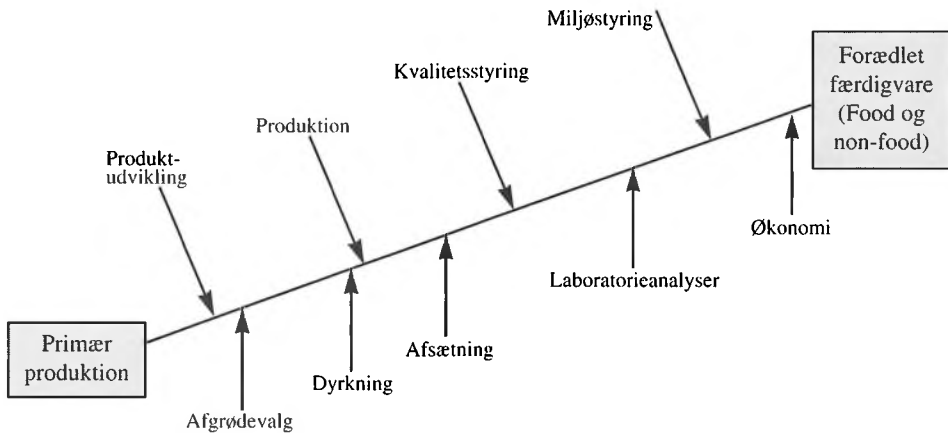 Miljøstyring
Kvalitetsstyring
Produktion
Produkt-
udvikling
Forædlet
færdigvare
(Food og
non-food)
Økonomi
Laboratorieanalyser
Afsætning
Dyrkning
Afgrødevalg
Primær
produktion